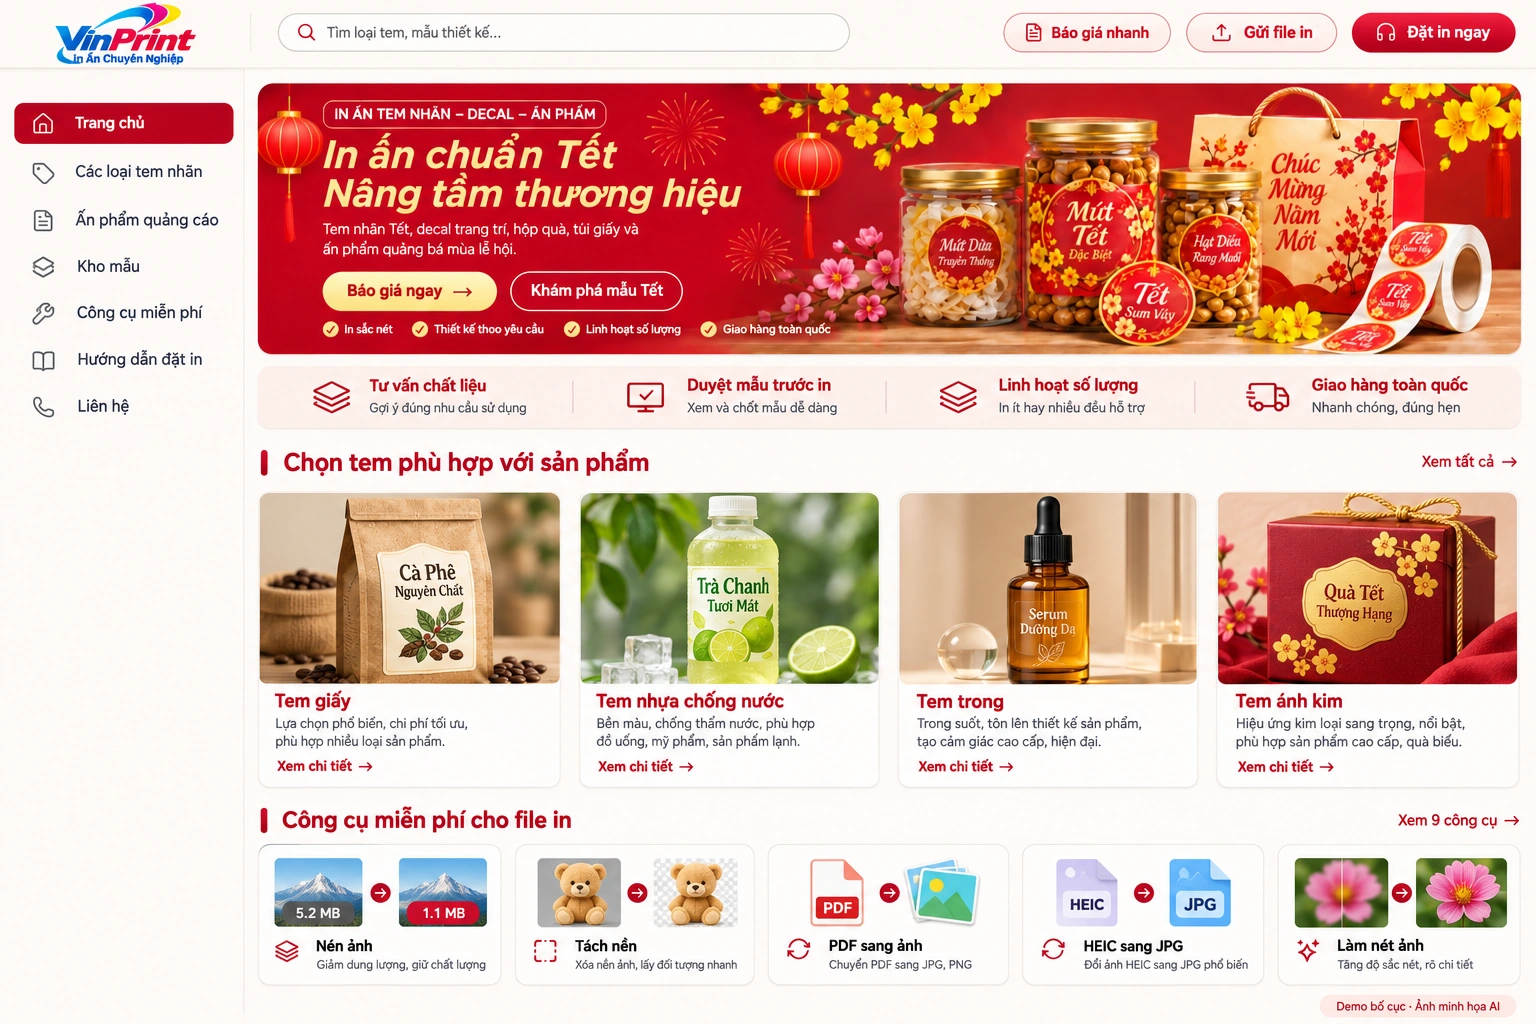 VinPrint
In Ấn Chuyên Nghiệp
Tìm loại tem, mẫu thiết kế...
Báo giá nhanh
Gửi file in
Đặt in ngay
Trang chủ
Các loại tem nhãn
Ấn phẩm quảng cáo
Kho mẫu
Công cụ miễn phí
Hướng dẫn đặt in
Liên hệ
IN ẤN TEM NHÃN – DECAL – ẤN PHẨM
In ấn chuẩn Tết
Nâng tầm thương hiệu
Tem nhãn Tết, decal trang trí, hộp quà, túi giấy và
ấn phẩm quảng bá mùa lễ hội.
Báo giá ngay
Khám phá mẫu Tết
In sắc nét
Thiết kế thoo yêu cầu
Linh hoạt số lượng
Giao hàng toàn quốc
Mứt Dừa
Truyền Thống
Mứt
Tết
Đặc Biệt
Hạt Điều
Rang Muối
Tết
Sum Vầy
Chúc
Mừng
Năm
Mới
Tết
Sum Vầy
Tết
Sum Vầy
Tết
Tư vấn chất liệu
Gợi ý đúng nhu cầu sử dụng
Duyệt mẫu trước in
Xem và chốt mẫu dễ dàng
Linh hoạt số lượng
In ít hay nhiều đều hỗ trợ
Giao hàng toàn quốc
Nhanh chóng, đúng hẹn
Chọn tem phù hợp với sản phẩm
Xem tất cả
Cà Phê
Nguyên Chất
Trà Chanh
Tươi Mát
Serum
Dưỡng Da
Quà Tết
Thượng Hạng
Tem giấy
Lựa chọn phổ biến, chi phí tối ưu,
phù hợp nhiều loại sản phẩm.
Xem chi tiết
Tem nhựa chống nước
Bền màu, chống thấm nước, phù hợp
đồ uống, mỹ phẩm, sản phẩm lạnh.
Xem chi tiết
Tem trong
Trong suốt, tôn lên thiết kế sản phẩm,
tạo cảm giác cao cấp, hiện đại.
Xem chi tiết
Tem ánh kim
Hiệu ứng kim loại sang trọng, nổi bật,
phù hợp sản phẩm cao cấp, quà biếu.
Xem chi tiết
Công cụ miễn phí cho file in
Xem 9 công cụ
5.2 MB
1.1 MB
Nén ảnh
Giảm dung lượng, giữ chất lượng
Tách nền
Xóa nền ảnh, lấy đối tượng nhanh
PDF
PDF sang ảnh
Chuyển PDF sang JPG, PNG
HEIC
JPG
HEIC sang JPG
Đổi ảnh HEIC sang JPG phổ biến
Làm nét ảnh
Tăng độ sắc nét, rõ chi tiết
Demo bố cục · Ảnh minh họa AI